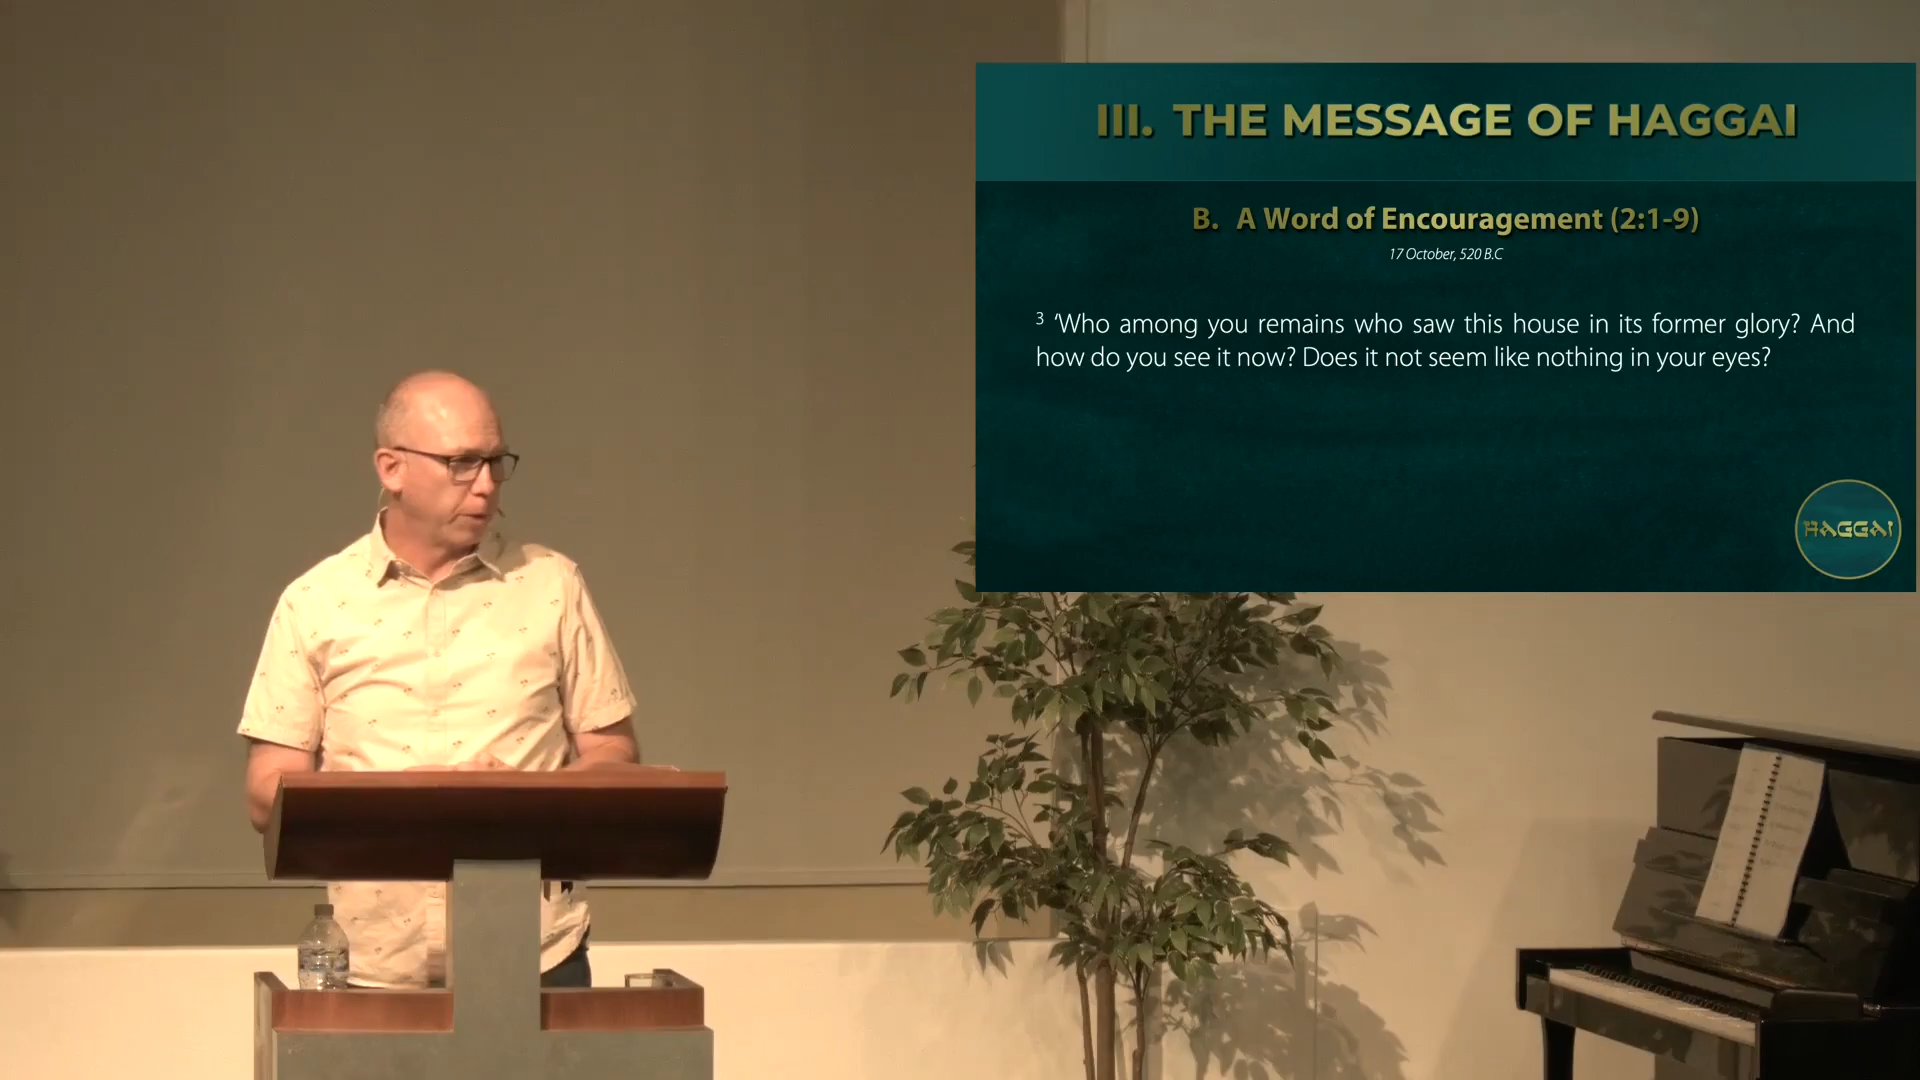 III. THE MESSAGE OF HAGGAI
B. A Word of Encouragement (2:1-9)
17 October, 520 B.C
3 ‘Who among you remains who saw this house in its former glory? And
how do you see it now? Does it not seem like nothing in your eyes?
HAGGAI